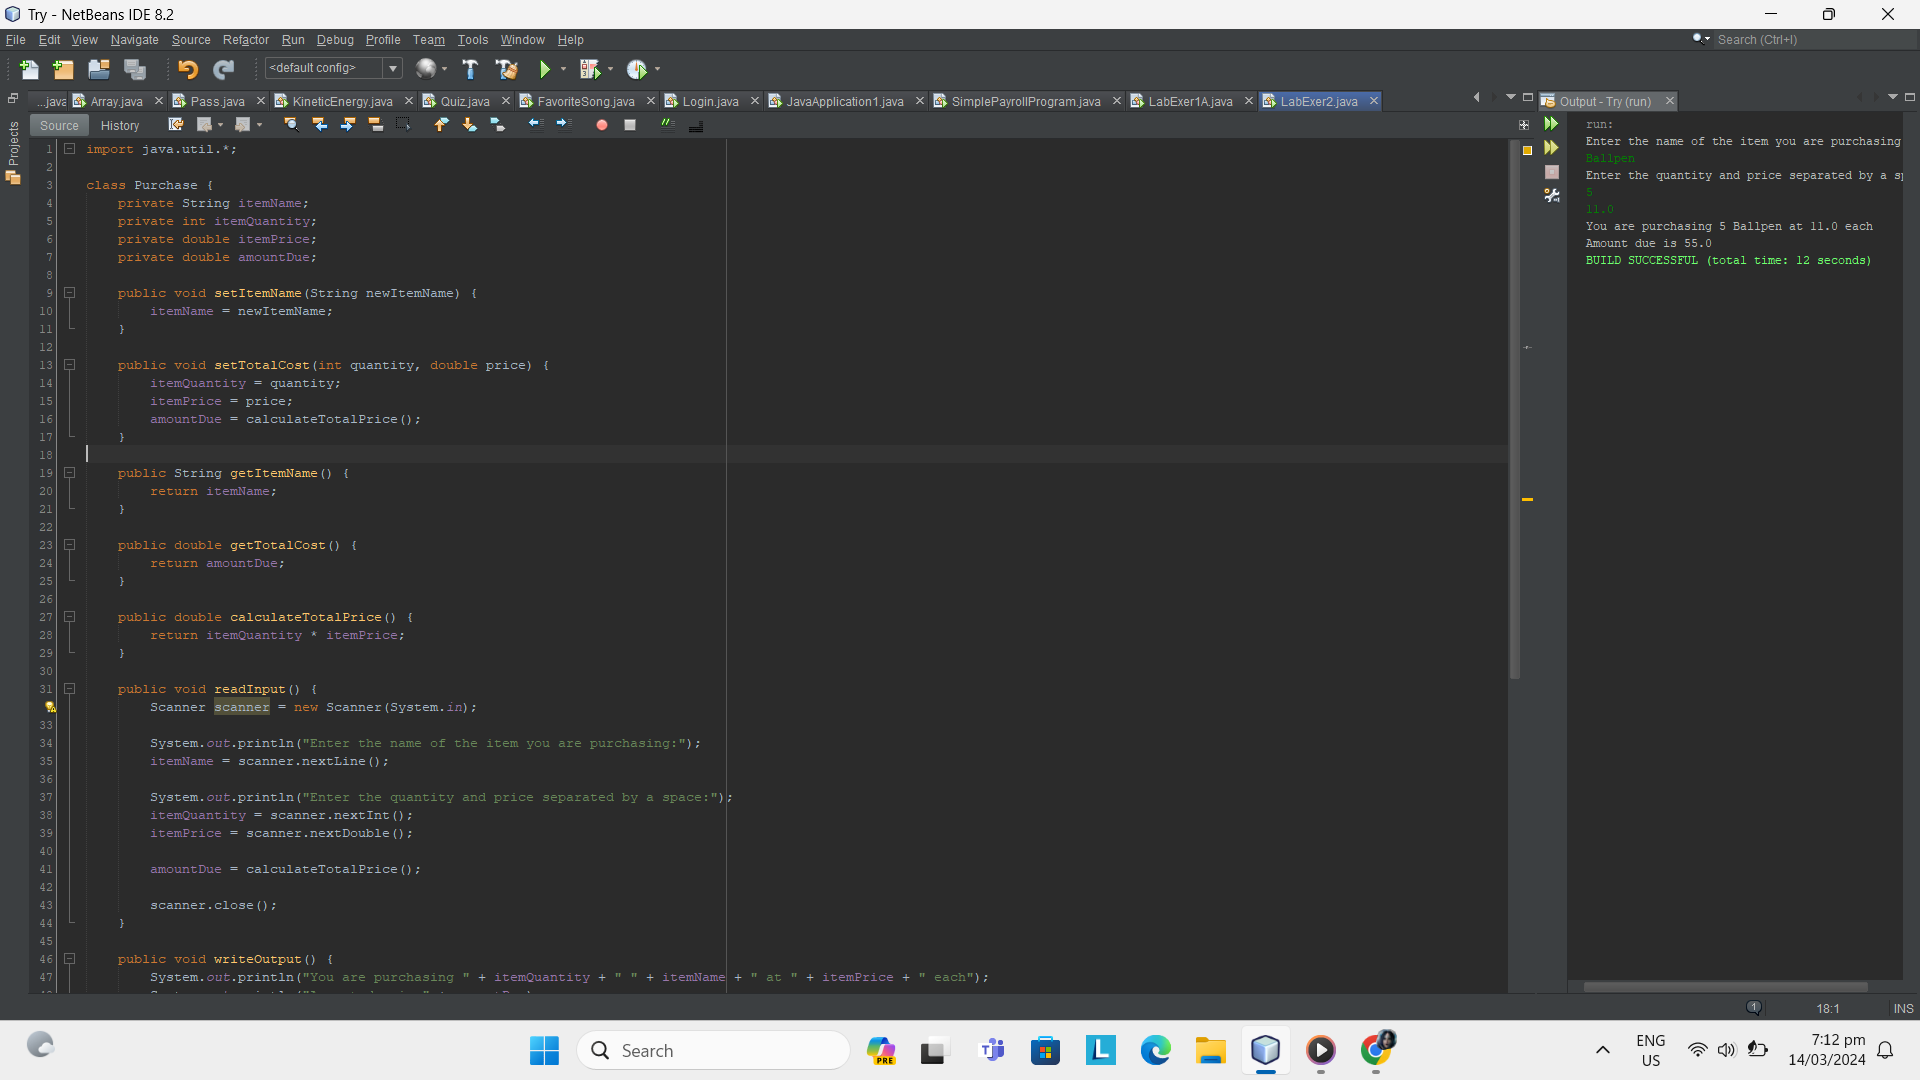 Try - NetBeans IDE 8.2
File Edit View Navigate Source Refactor Run Debug Profile Team Tools Window Help
Search (Ctrl+I)
<default config>
...java Array.java Pass.java KineticEnergy.java Quiz.java FavoriteSong.java Login.java JavaApplication1.java SimplePayrollProgram.java LabExer1A.java LabExer2.java
Output - Try (run)
Source History
Projects
1 import java.util.*;
2
3 class Purchase {
4 private String itemName;
5 private int itemQuantity;
6 private double itemPrice;
7 private double amountDue;
8
9 public void setItemName(String newItemName) {
10 itemName = newItemName;
11 }
12
13 public void setTotalCost(int quantity, double price) {
14 itemQuantity = quantity;
15 itemPrice = price;
16 amountDue = calculateTotalPrice();
17 }
18
19 public String getItemName() {
20 return itemName;
21 }
22
23 public double getTotalCost() {
24 return amountDue;
25 }
26
27 public double calculateTotalPrice() {
28 return itemQuantity * itemPrice;
29 }
30
31 public void readInput() {
Scanner scanner = new Scanner(System.in);
33
34 System.out.println("Enter the name of the item you are purchasing:");
35 itemName = scanner.nextLine();
36
37 System.out.println("Enter the quantity and price separated by a space:");
38 itemQuantity = scanner.nextInt();
39 itemPrice = scanner.nextDouble();
40
41 amountDue = calculateTotalPrice();
42
43 scanner.close();
44 }
45
46 public void writeOutput() {
47 System.out.println("You are purchasing " + itemQuantity + " " + itemName + " at " + itemPrice + " each");
run:
Enter the name of the item you are purchasing
Ballpen
Enter the quantity and price separated by a
5
11.0
You are purchasing 5 Ballpen at 11.0 each
Amount due is 55.0
BUILD SUCCESSFUL (total time: 12 seconds)
1 18:1 INS
Search
PRE
L
ENG
US
7:12 pm
14/03/2024